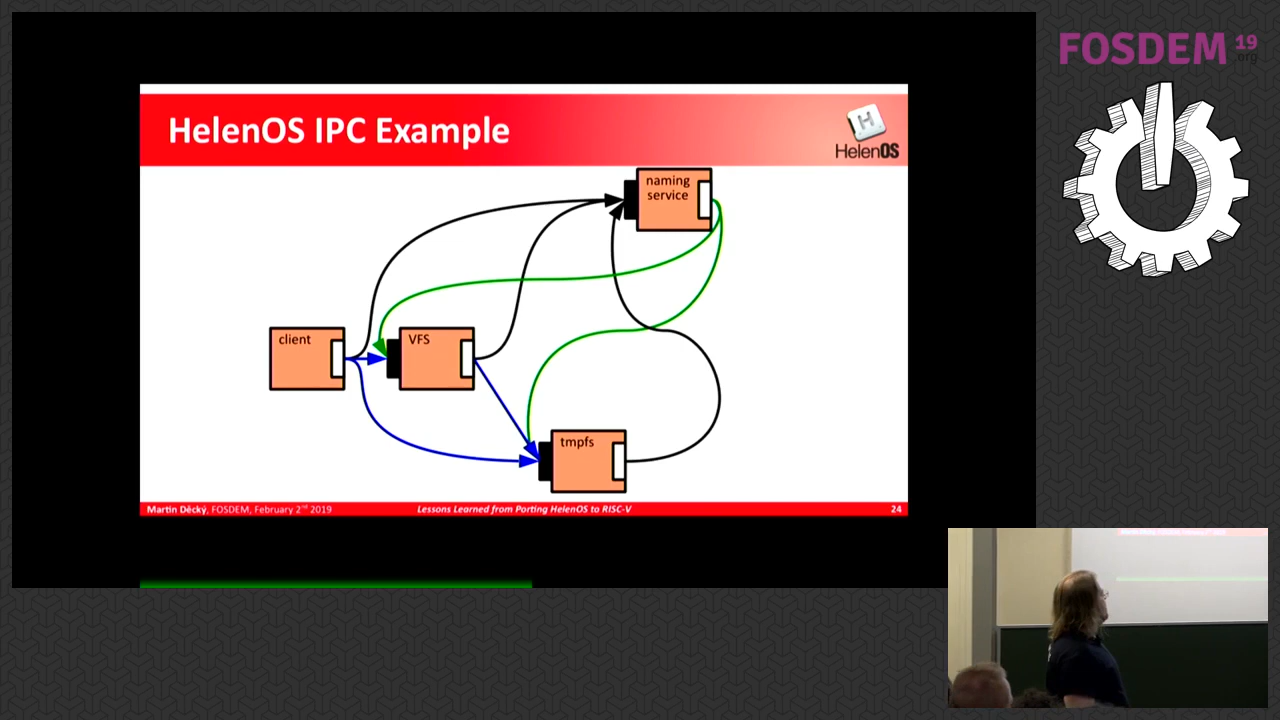 FOSDEM 19
.org
HelenOS IPC Example
H
HelenOS
naming
service
client
VFS
tmpfs
Martin Děcký, FOSDEM, February 2nd 2019
Lessons Learned from Porting HelenOS to RISC-V
24